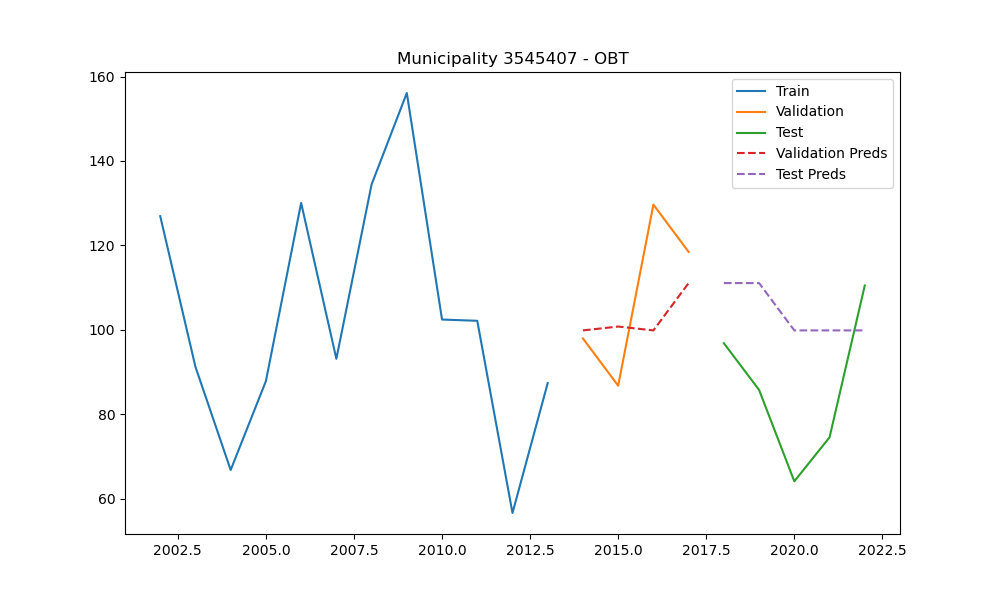 Municipality 3545407 - OBT
160
140
120
100
80
60
2002.5 2005.0 2007.5 2010.0 2012.5 2015.0 2017.5 2020.0 2022.5
Train
Validation
Test
Validation Preds
Test Preds